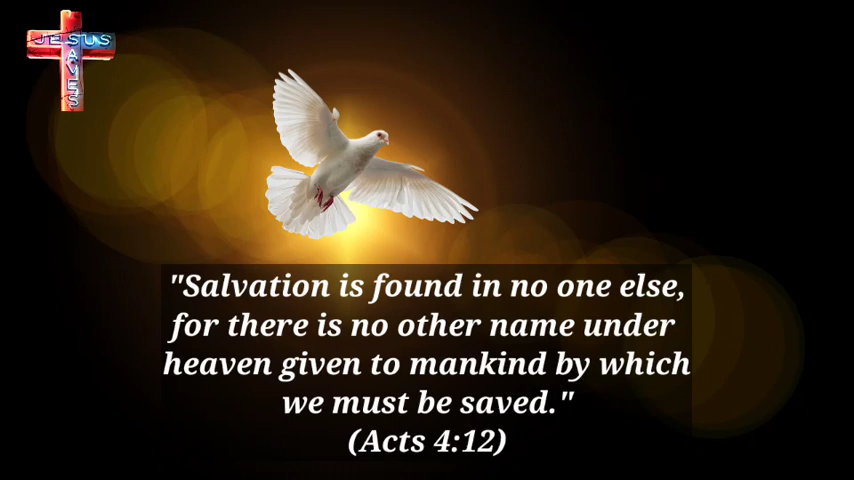 JESUS
SAVES
"Salvation is found in no one else,
for there is no other name under
heaven given to mankind by which
we must be saved."
(Acts 4:12)